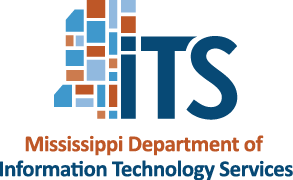 iTS
Mississippi Department of
Information Technology Services